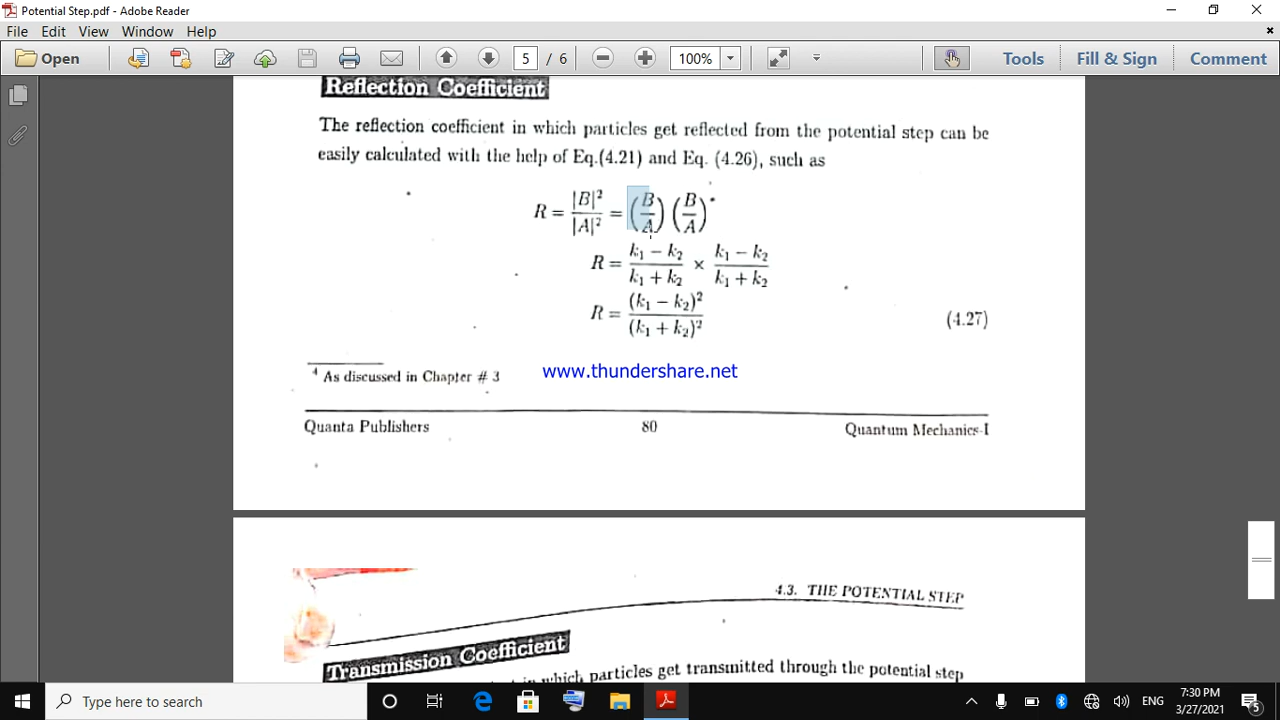 Potential Step.pdf - Adobe Reader
File Edit View Window Help
Open 5 / 6 100% Tools Fill & Sign Comment
Reflection Coefficient
The reflection coefficient in which particles get reflected from the potential step can be
easily calculated with the help of Eq.(4.21) and Eq. (4.26), such as
R = |B|² / |A|² = (B/A) (B/A)*
R = k₁ − k₂ / k₁ + k₂ × k₁ − k₂ / k₁ + k₂
R = (k₁ − k₂)² / (k₁ + k₂)² (4.27)
⁴ As discussed in Chapter # 3
www.thundershare.net
Quanta Publishers 80 Quantum Mechanics-I
4.3. THE POTENTIAL STEP
Transmission Coefficient
in which particles get transmitted through the potential step
Type here to search
ENG
7:30 PM
3/27/2021
5